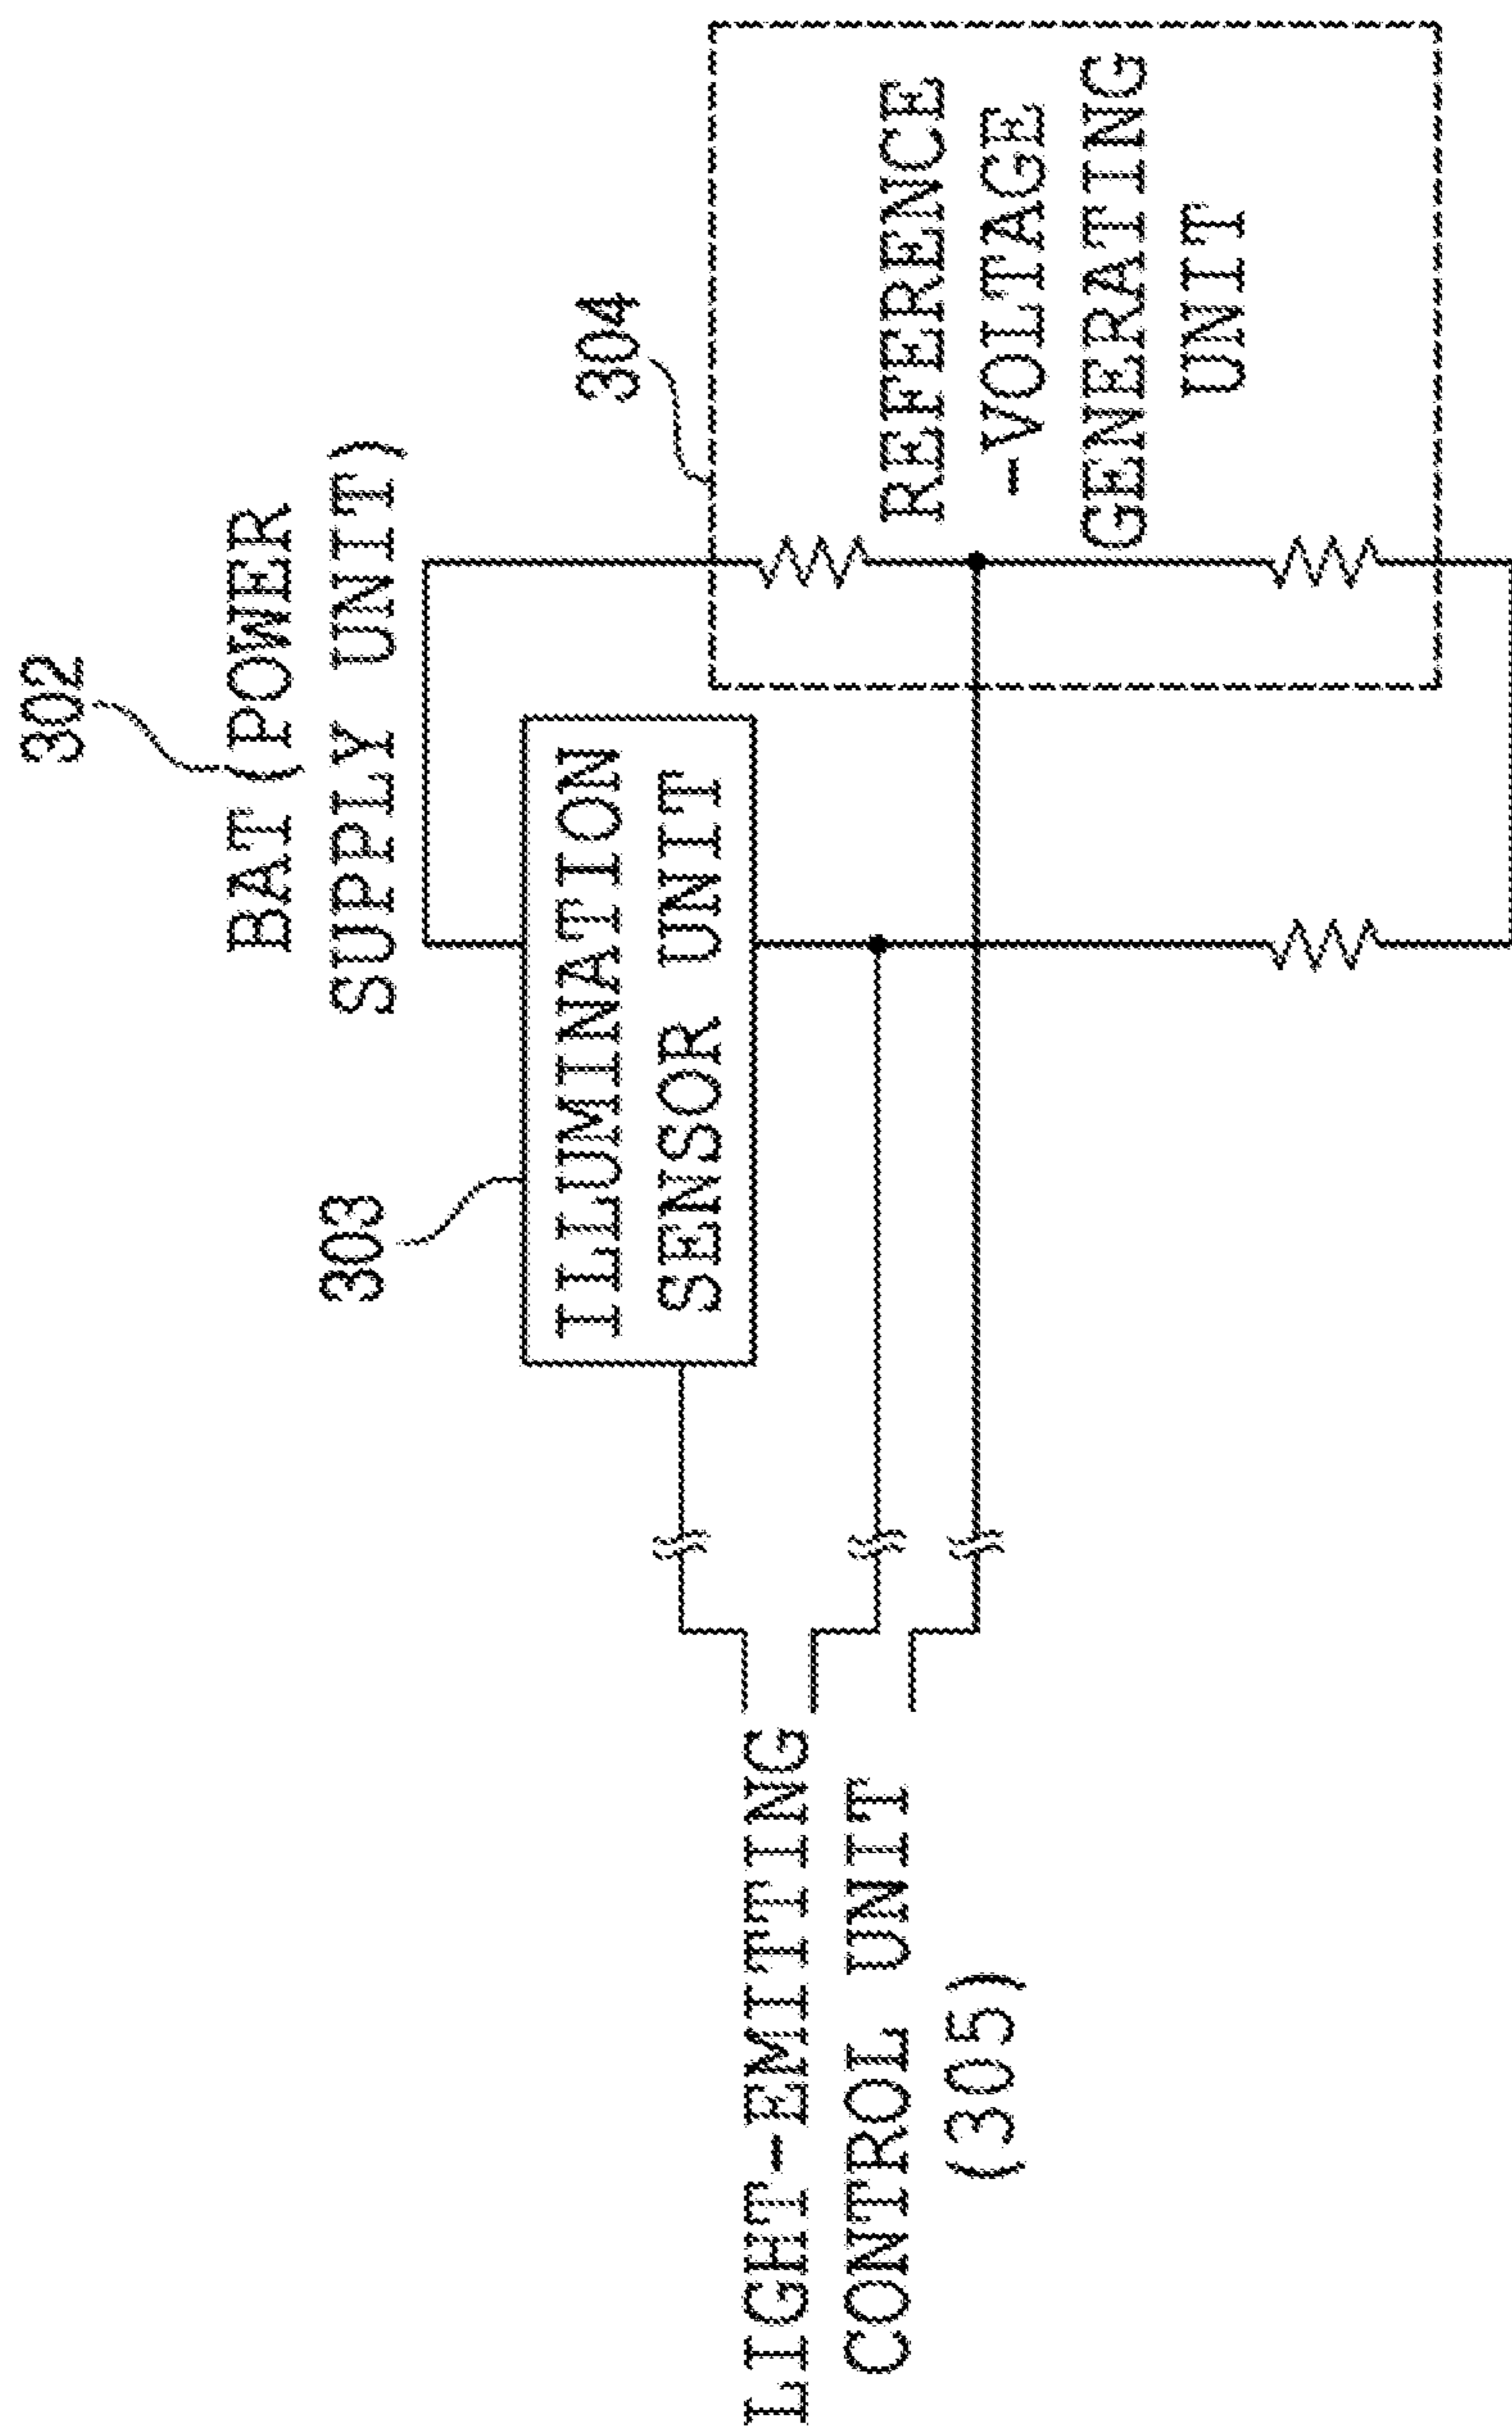 302
BAT (POWER
SUPPLY UNIT)
303
304
ILLUMINATION
SENSOR UNIT
REFERENCE
-VOLTAGE
GENERATING
UNIT
LIGHT-EMITTING
CONTROL UNIT
(305)